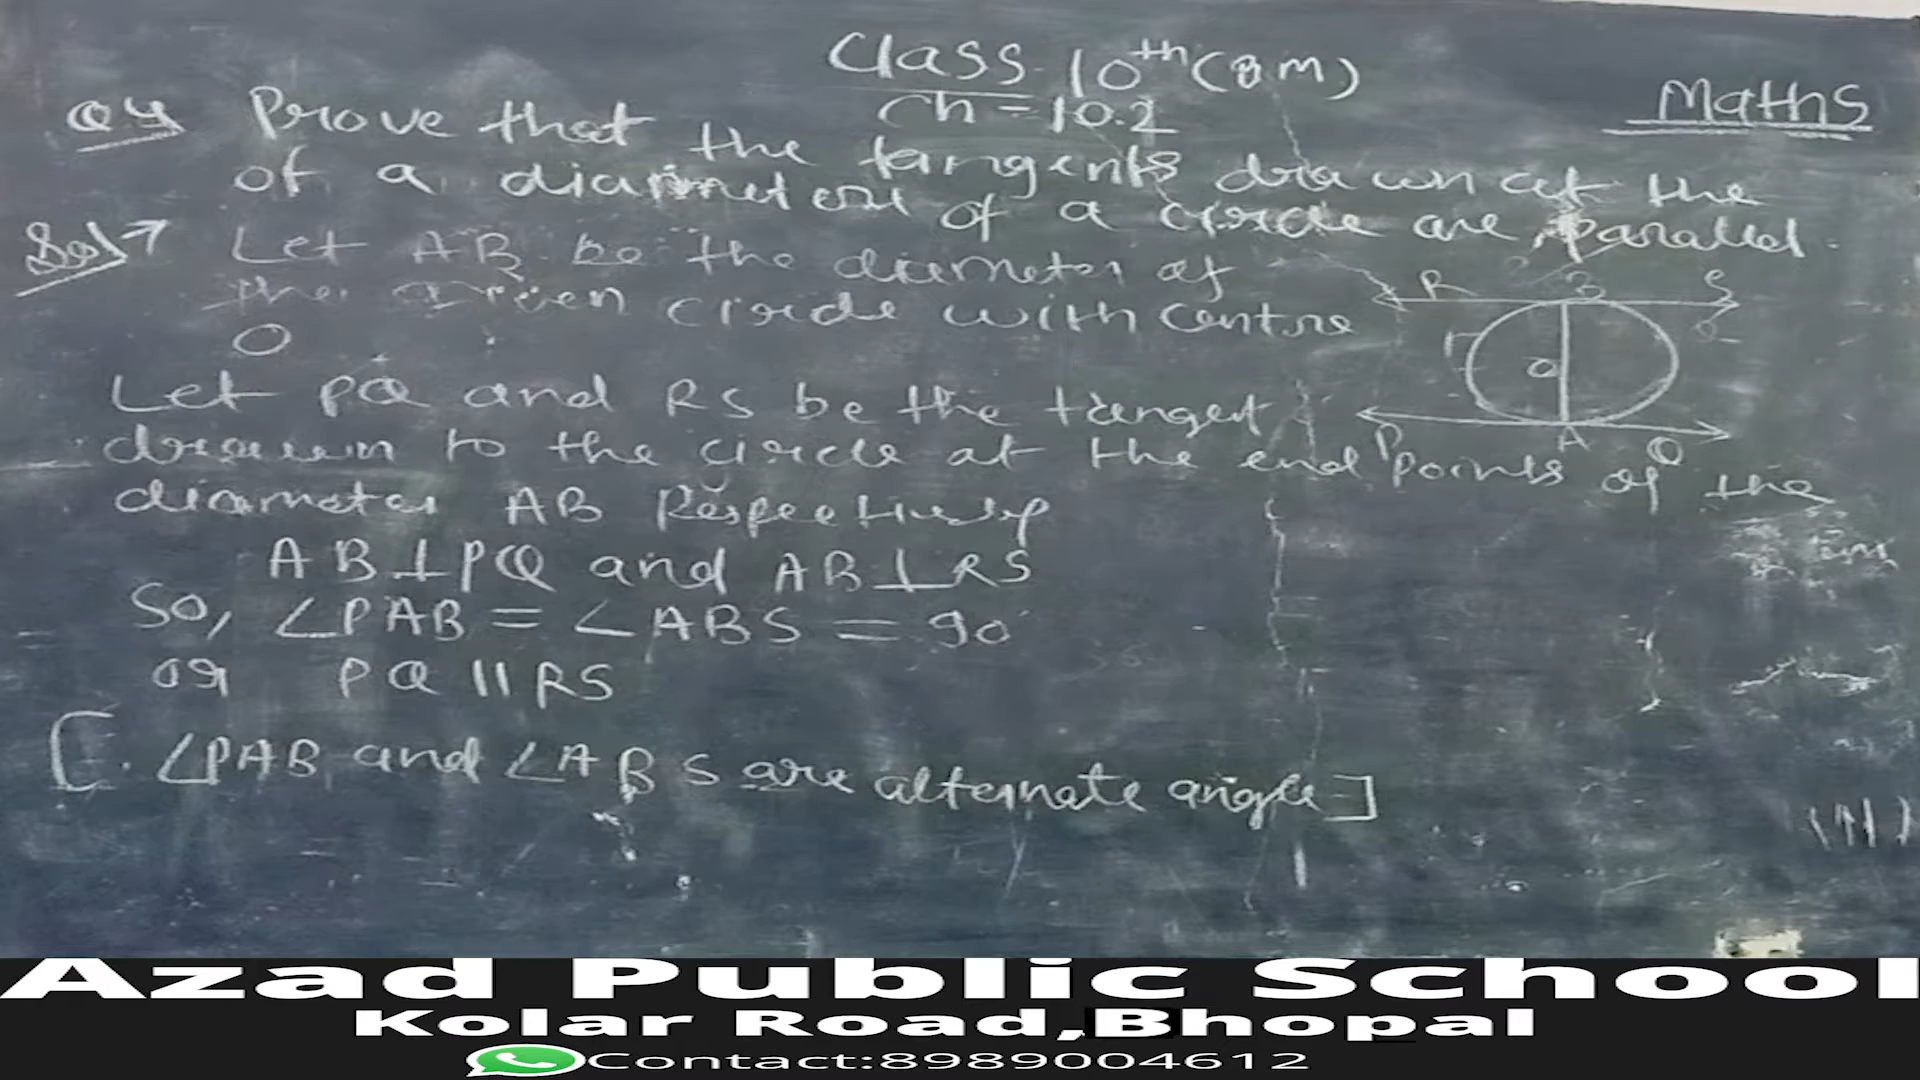 Class 10th (BM)
Ch = 10.2
Maths
Q4 Prove that the tangents drawn at the
of a diameter of a circle are parallel.
Sol → Let AB be the diameter of
the given circle with centre
O
R B S
O
P A Q
Let PQ and RS be the tangent
drawn to the circle at the end points of the
diameter AB Respectively
AB ⊥ PQ and AB ⊥ RS
So, ∠PAB = ∠ABS = 90°
or PQ || RS
[∴ ∠PAB and ∠ABS are alternate angle]
Azad Public School
Kolar Road,Bhopal
Contact:8989004612